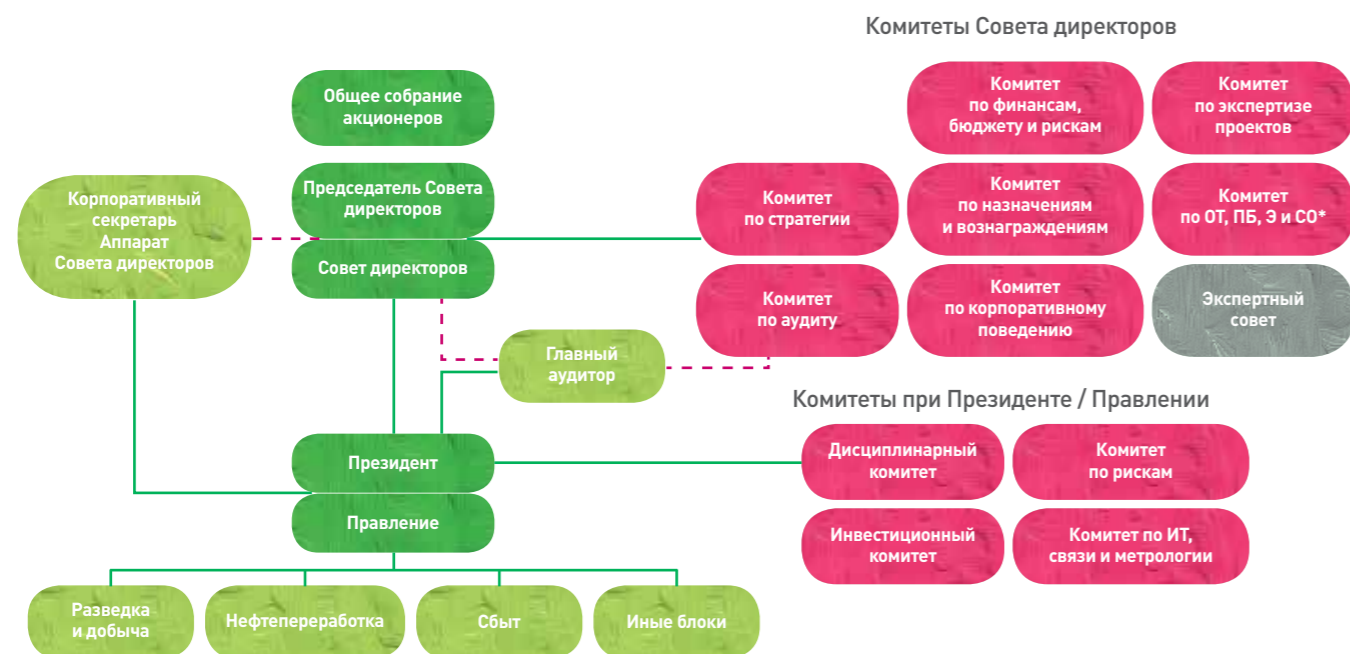 Комитеты Совета директоров
Общее собрание
акционеров
Комитет
по финансам,
бюджету и рискам
Комитет
по экспертизе
проектов
Корпоративный
секретарь
Аппарат
Совета директоров
Председатель Совета
директоров
Совет директоров
Комитет
по стратегии
Комитет
по назначениям
и вознаграждениям
Комитет
по ОТ, ПБ, Э и СО*
Комитет
по аудиту
Комитет
по корпоративному
поведению
Экспертный
совет
Главный
аудитор
Комитеты при Президенте / Правлении
Президент
Правление
Дисциплинарный
комитет
Комитет
по рискам
Инвестиционный
комитет
Комитет по ИТ,
связи и метрологии
Разведка
и добыча
Нефтепереработка
Сбыт
Иные блоки